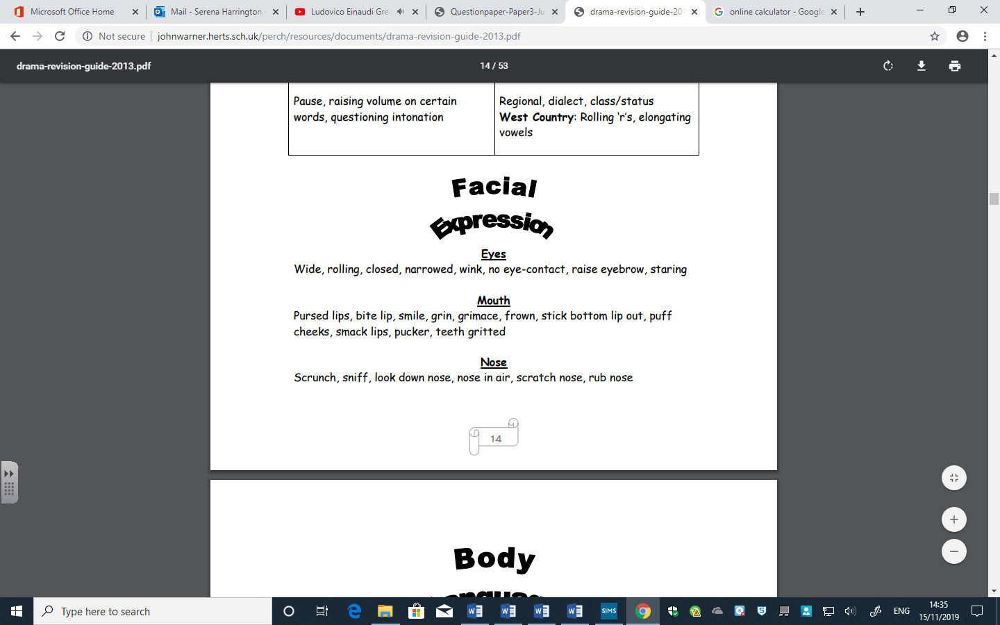 Microsoft Office Home
Mail - Serena Harrington -
Ludovico Einaudi Grea
Questionpaper-Paper3-Ju
drama-revision-guide-201
online calculator - Google
Not secure
johnwarner.herts.sch.uk/perch/resources/documents/drama-revision-guide-2013.pdf
drama-revision-guide-2013.pdf
14 / 53
Pause, raising volume on certain
words, questioning intonation
Regional, dialect, class/status
West Country: Rolling 'r's, elongating
vowels
Facial
Expression
Eyes
Wide, rolling, closed, narrowed, wink, no eye-contact, raise eyebrow, staring
Mouth
Pursed lips, bite lip, smile, grin, grimace, frown, stick bottom lip out, puff
cheeks, smack lips, pucker, teeth gritted
Nose
Scrunch, sniff, look down nose, nose in air, scratch nose, rub nose
14
Body
Type here to search
SIMS
ENG
14:35
15/11/2019